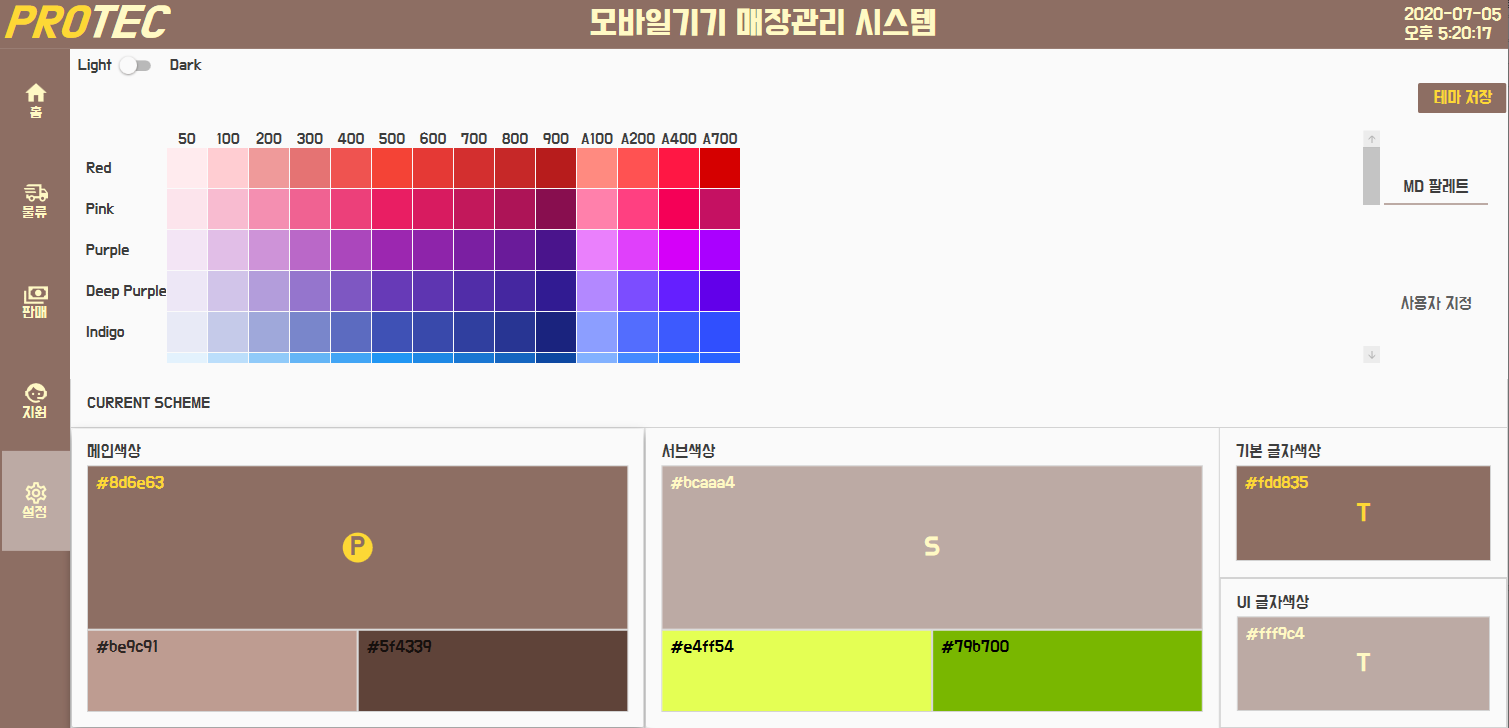 PROTEC
모바일기기 매장관리 시스템
2020-07-05
오후 5:20:17
Light Dark
홈
테마 저장
50 100 200 300 400 500 600 700 800 900 A100 A200 A400 A700
Red
MD 팔레트
Pink
물류
Purple
Deep Purple
사용자 지정
판매
Indigo
지원
CURRENT SCHEME
메인색상
서브색상
기본 글자색상
#8d6e63
#bcaaa4
#fdd835
설정
P
S
T
UI 글자색상
#be9c91
#5f4339
#e4ff54
#79b700
#fff9c4
T